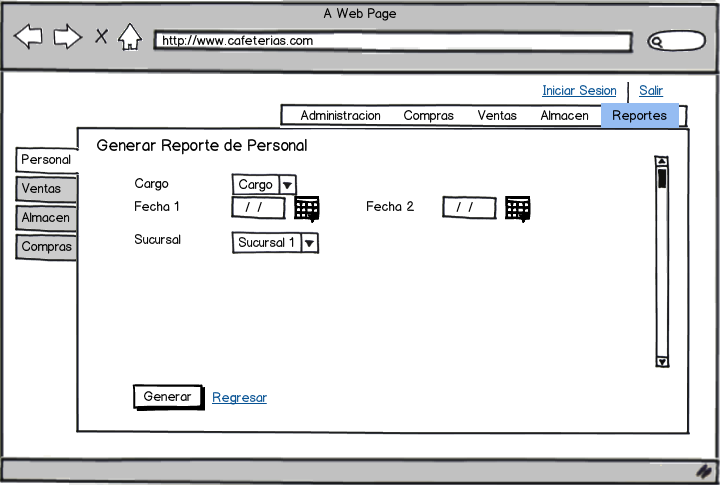 A Web Page
http://www.cafeterias.com
Iniciar Sesion Salir
Administracion Compras Ventas Almacen Reportes
Generar Reporte de Personal
Personal
Ventas
Almacen
Compras
Cargo Cargo
Fecha 1 / / Fecha 2 / /
Sucursal Sucursal 1
Generar Regresar